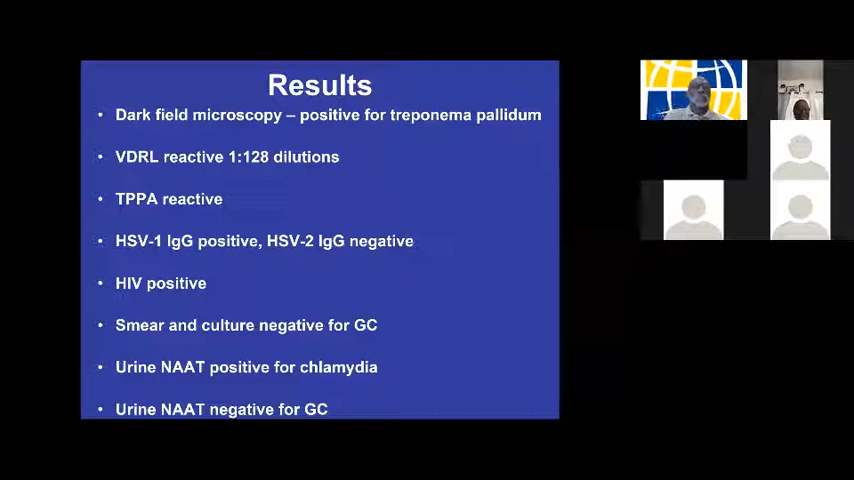 Results
• Dark field microscopy – positive for treponema pallidum
• VDRL reactive 1:128 dilutions
• TPPA reactive
• HSV-1 IgG positive, HSV-2 IgG negative
• HIV positive
• Smear and culture negative for GC
• Urine NAAT positive for chlamydia
• Urine NAAT negative for GC